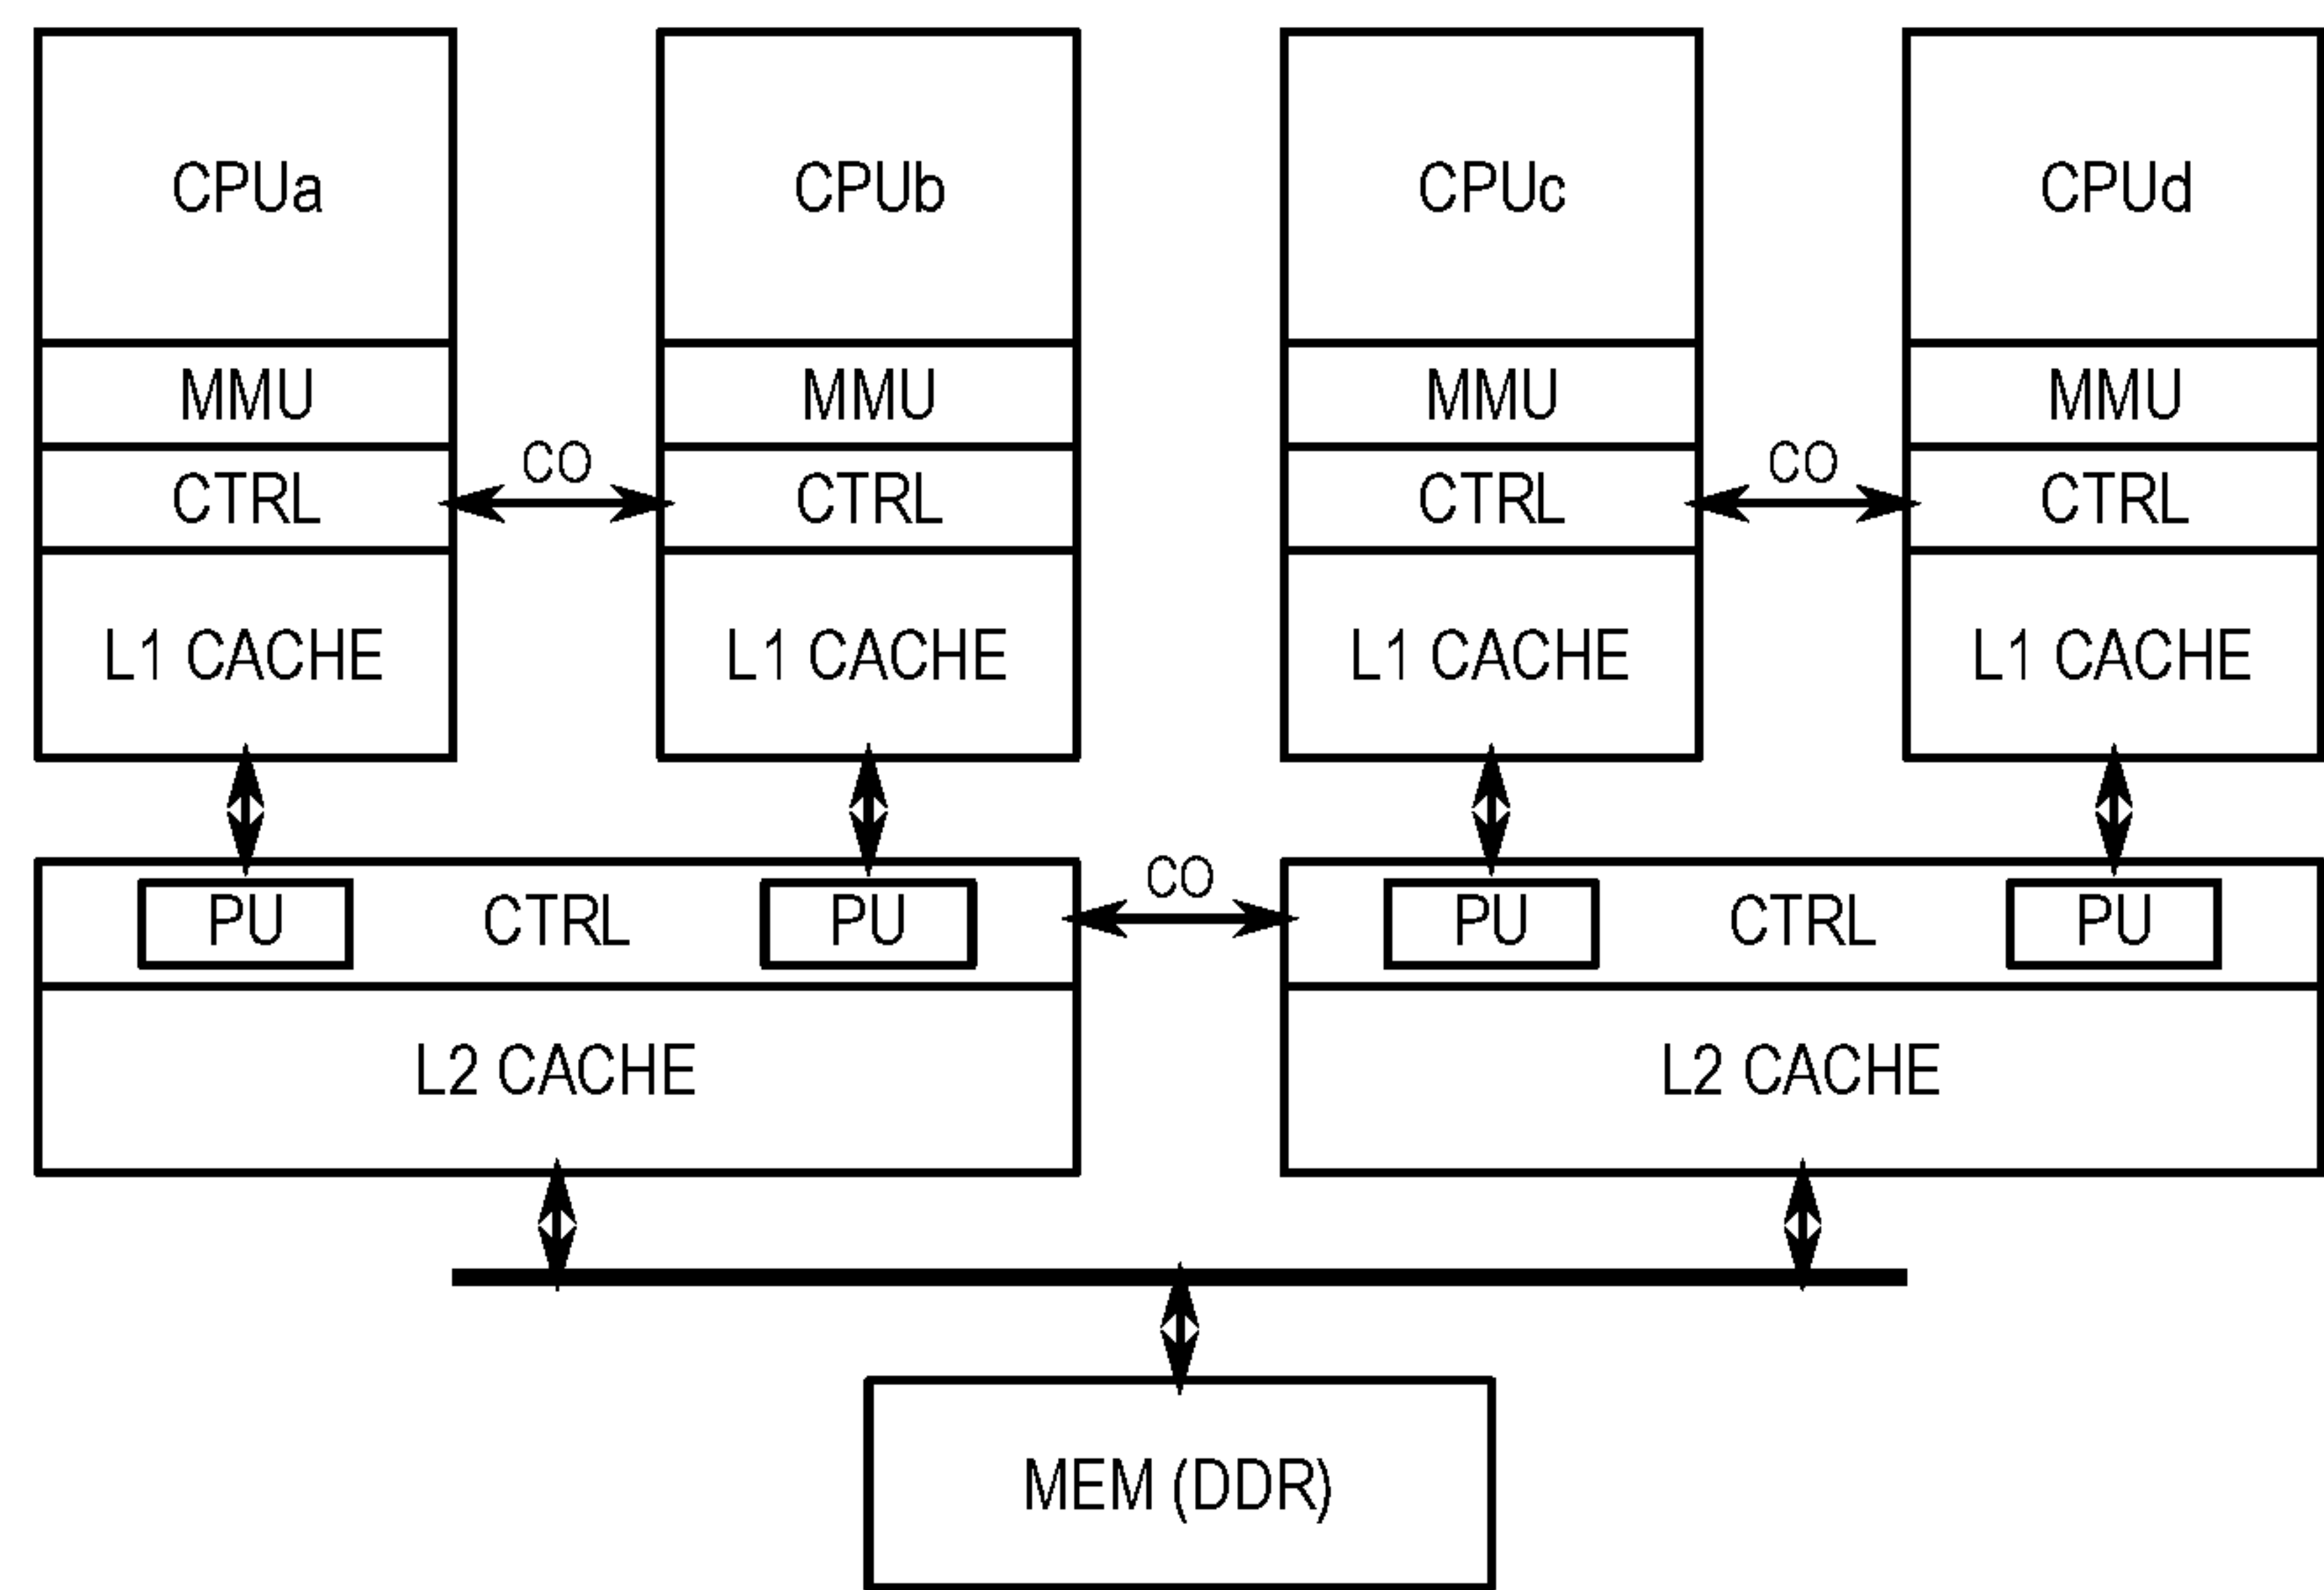 CPUa
CPUb
CPUc
CPUd
MMU
MMU
MMU
MMU
CTRL
CO
CTRL
CTRL
CO
CTRL
L1 CACHE
L1 CACHE
L1 CACHE
L1 CACHE
PU
CTRL
PU
CO
PU
CTRL
PU
L2 CACHE
L2 CACHE
MEM (DDR)